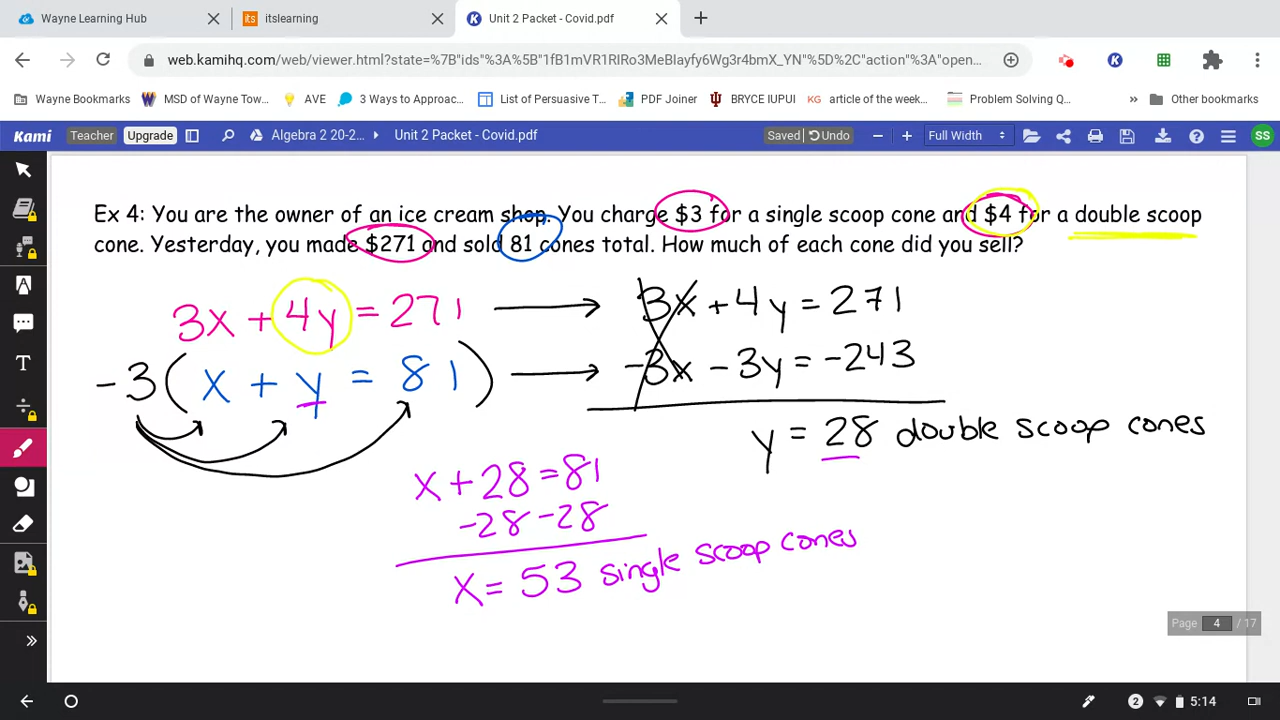 Wayne Learning Hub
itslearning
Unit 2 Packet - Covid.pdf
web.kamihq.com/web/viewer.html?state=%7B"ids"%3A%5B"1fB1mVR1RIRo3MeBIayfy6Wg3r4bmX_YN"%5D%2C"action"%3A"open...
Wayne Bookmarks
MSD of Wayne Tow...
AVE
3 Ways to Approac...
List of Persuasive T...
PDF Joiner
BRYCE IUPUI
KG article of the week...
Problem Solving Q...
Other bookmarks
Kami Teacher Upgrade Algebra 2 20-2... Unit 2 Packet - Covid.pdf Saved Undo Full Width SS
Ex 4: You are the owner of an ice cream shop. You charge $3 for a single scoop cone and $4 for a double scoop
cone. Yesterday, you made $271 and sold 81 cones total. How much of each cone did you sell?
3x + 4y = 271
3x + 4y = 271
-3(x + y = 81)
-3x - 3y = -243
y = 28 double scoop cones
x + 28 = 81
-28 -28
x = 53 single scoop cones
Page 4 / 17
2 5:14